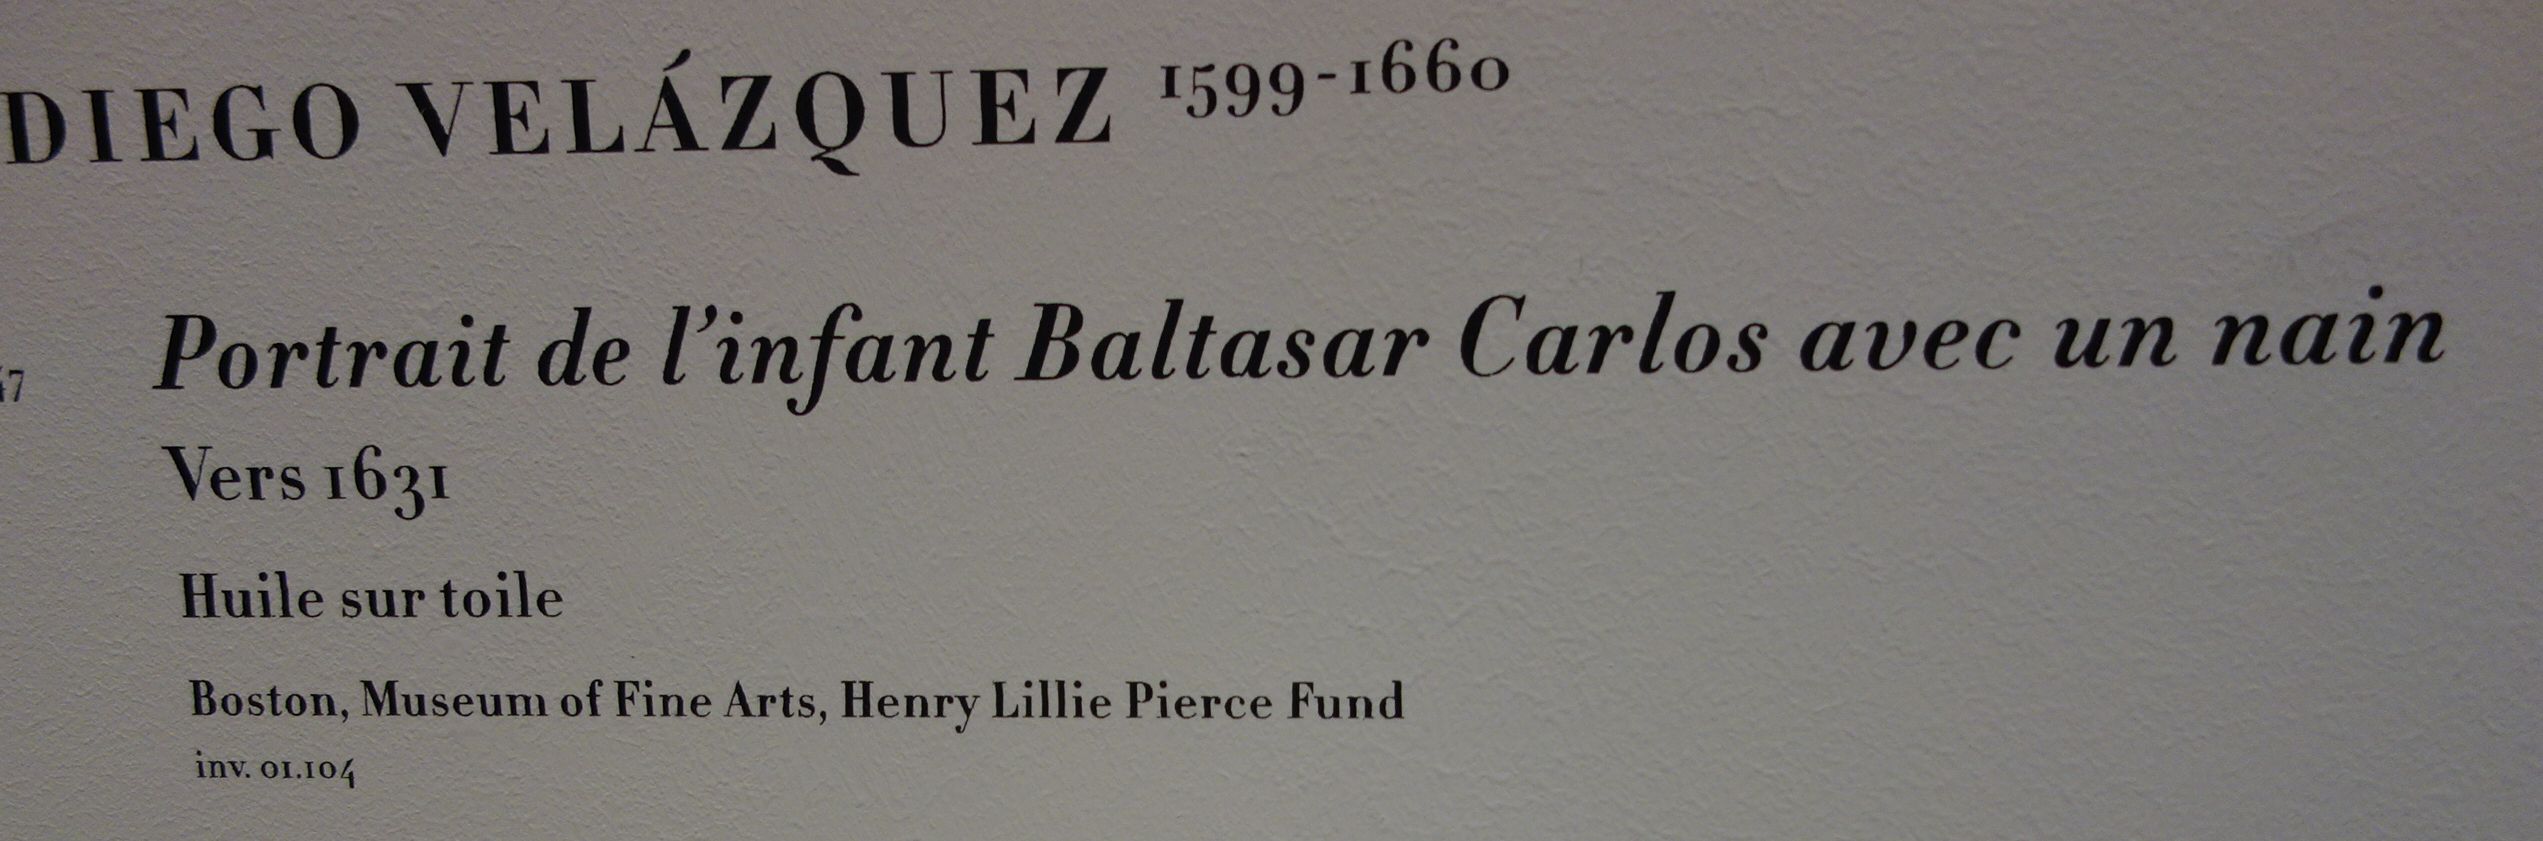 DIEGO VELÁZQUEZ 1599-1660
47 Portrait de l'infant Baltasar Carlos avec un nain
Vers 1631
Huile sur toile
Boston, Museum of Fine Arts, Henry Lillie Pierce Fund
inv. 01.104